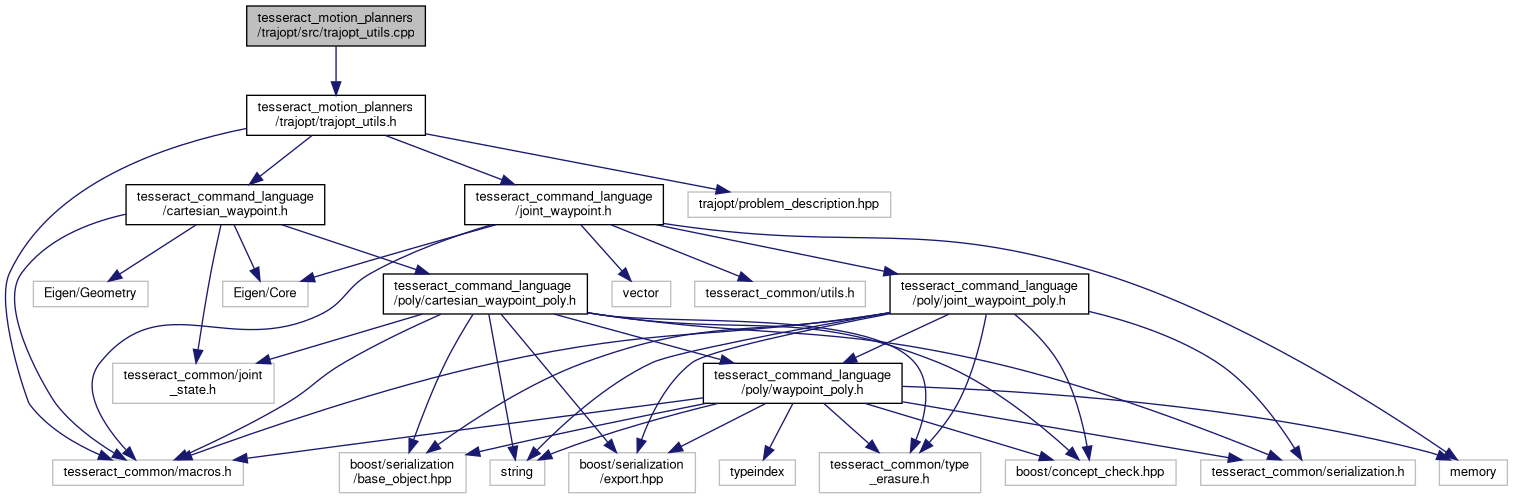 tesseract_motion_planners
/trajopt/src/trajopt_utils.cpp
tesseract_motion_planners
/trajopt/trajopt_utils.h
tesseract_command_language
/cartesian_waypoint.h
tesseract_command_language
/joint_waypoint.h
trajopt/problem_description.hpp
Eigen/Geometry
Eigen/Core
tesseract_command_language
/poly/cartesian_waypoint_poly.h
vector
tesseract_common/utils.h
tesseract_command_language
/poly/joint_waypoint_poly.h
tesseract_common/joint
_state.h
tesseract_command_language
/poly/waypoint_poly.h
tesseract_common/macros.h
boost/serialization
/base_object.hpp
string
boost/serialization
/export.hpp
typeindex
tesseract_common/type
_erasure.h
boost/concept_check.hpp
tesseract_common/serialization.h
memory